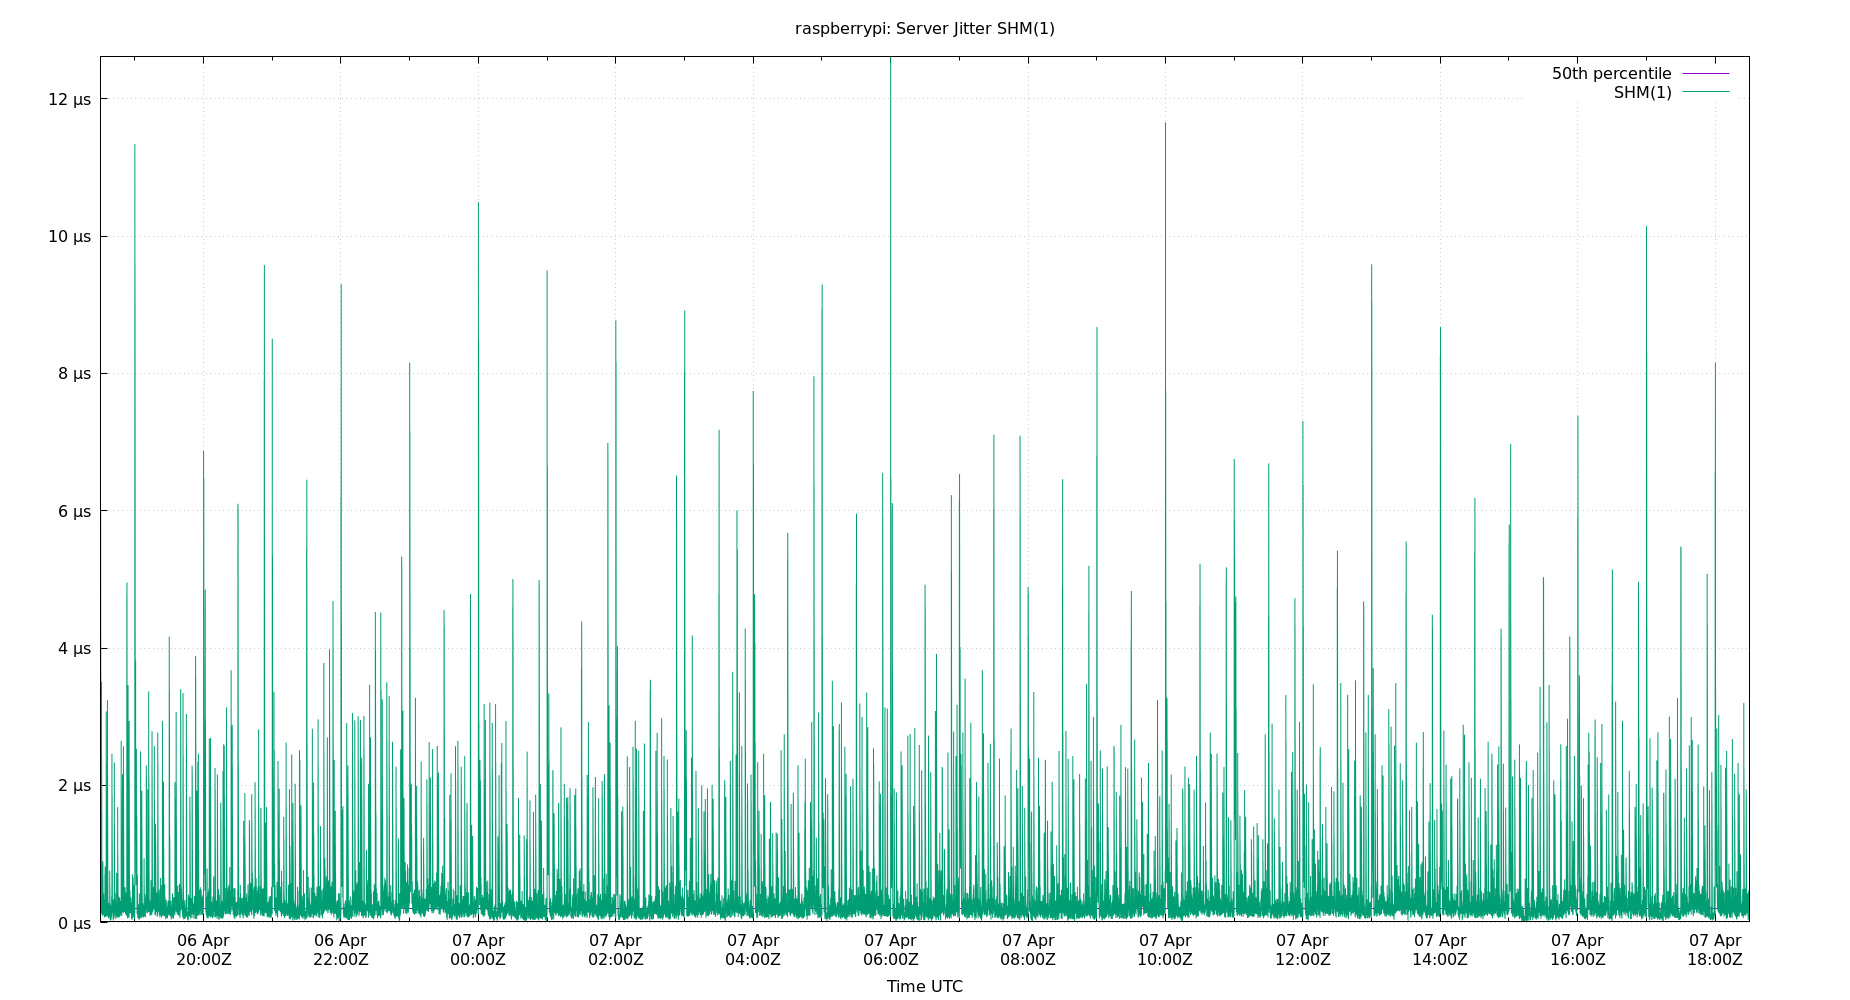 raspberrypi: Server Jitter SHM(1)
50th percentile
SHM(1)
12 µs
10 µs
8 µs
6 µs
4 µs
2 µs
0 µs
06 Apr 20:00Z
06 Apr 22:00Z
07 Apr 00:00Z
07 Apr 02:00Z
07 Apr 04:00Z
07 Apr 06:00Z
07 Apr 08:00Z
07 Apr 10:00Z
07 Apr 12:00Z
07 Apr 14:00Z
07 Apr 16:00Z
07 Apr 18:00Z
Time UTC